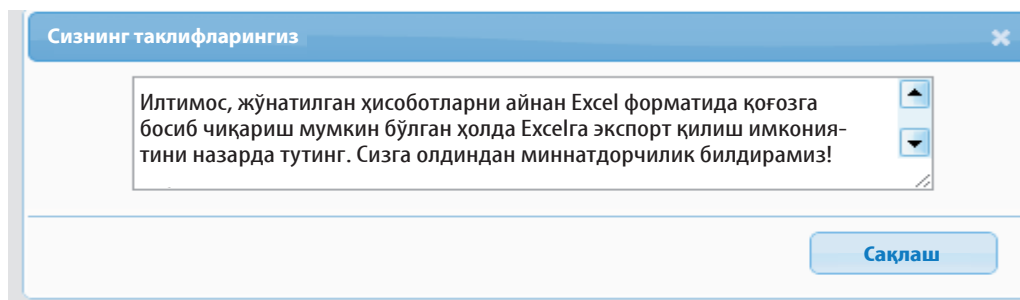 Сизнинг таклифларингиз
Илтимос, жўнатилган ҳисоботларни айнан Excel форматида қоғозга
босиб чиқариш мумкин бўлган ҳолда Excelга экспорт қилиш имкония-
тини назарда тутинг. Сизга олдиндан миннатдорчилик билдирамиз!
Сақлаш